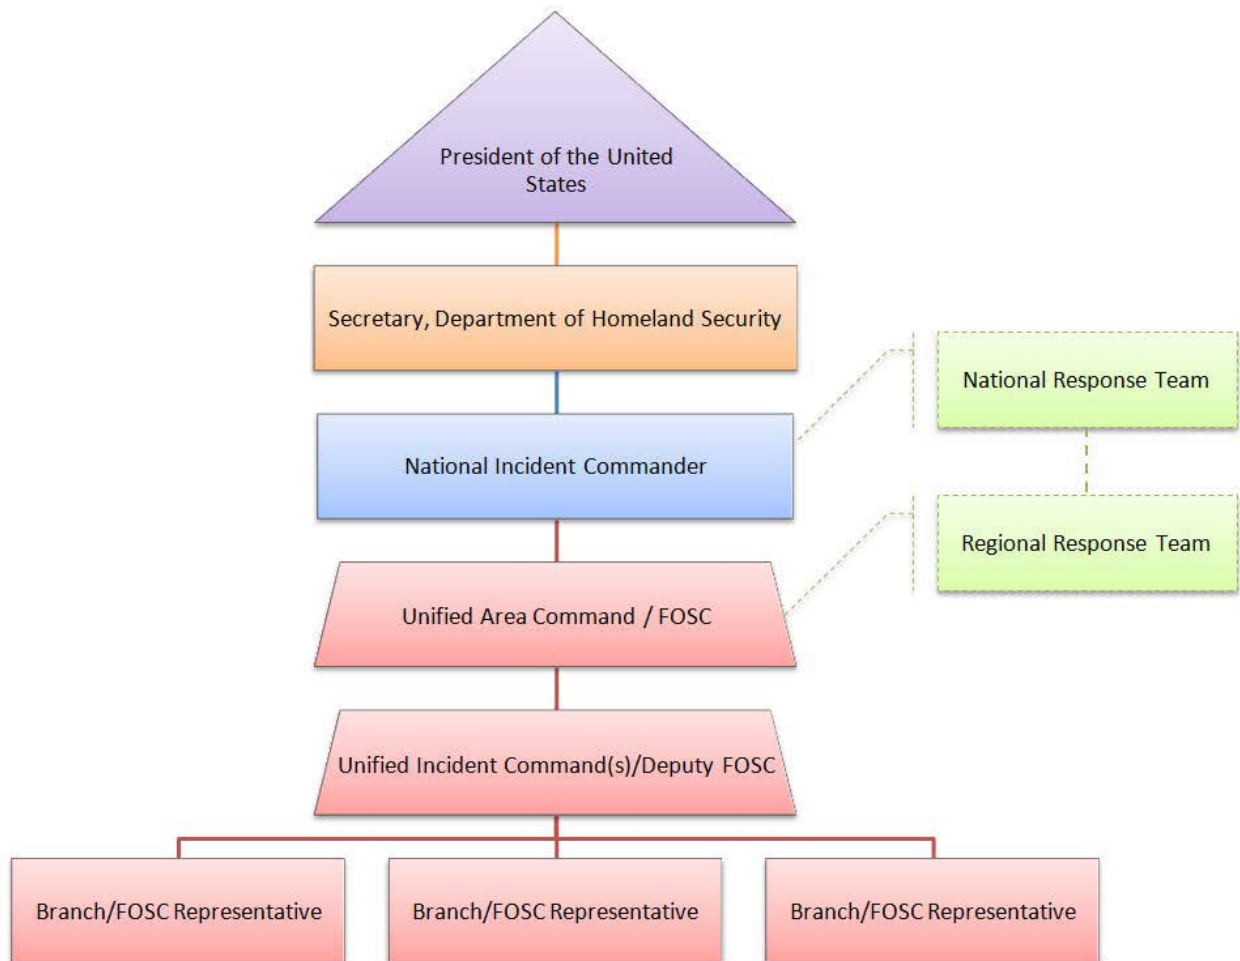 President of the United
States
Secretary, Department of Homeland Security
National Response Team
National Incident Commander
Regional Response Team
Unified Area Command / FOSC
Unified Incident Command(s)/Deputy FOSC
Branch/FOSC Representative
Branch/FOSC Representative
Branch/FOSC Representative